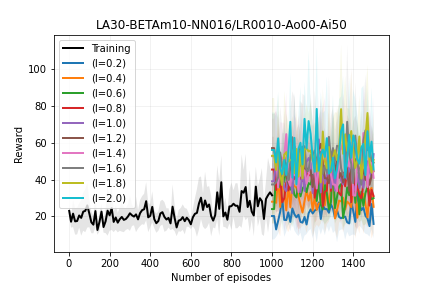 LA30-BETAm10-NN016/LR0010-Ao00-Ai50
Training
(l=0.2)
(l=0.4)
(l=0.6)
(l=0.8)
(l=1.0)
(l=1.2)
(l=1.4)
(l=1.6)
(l=1.8)
(l=2.0)
Reward
100
80
60
40
20
0 200 400 600 800 1000 1200 1400
Number of episodes